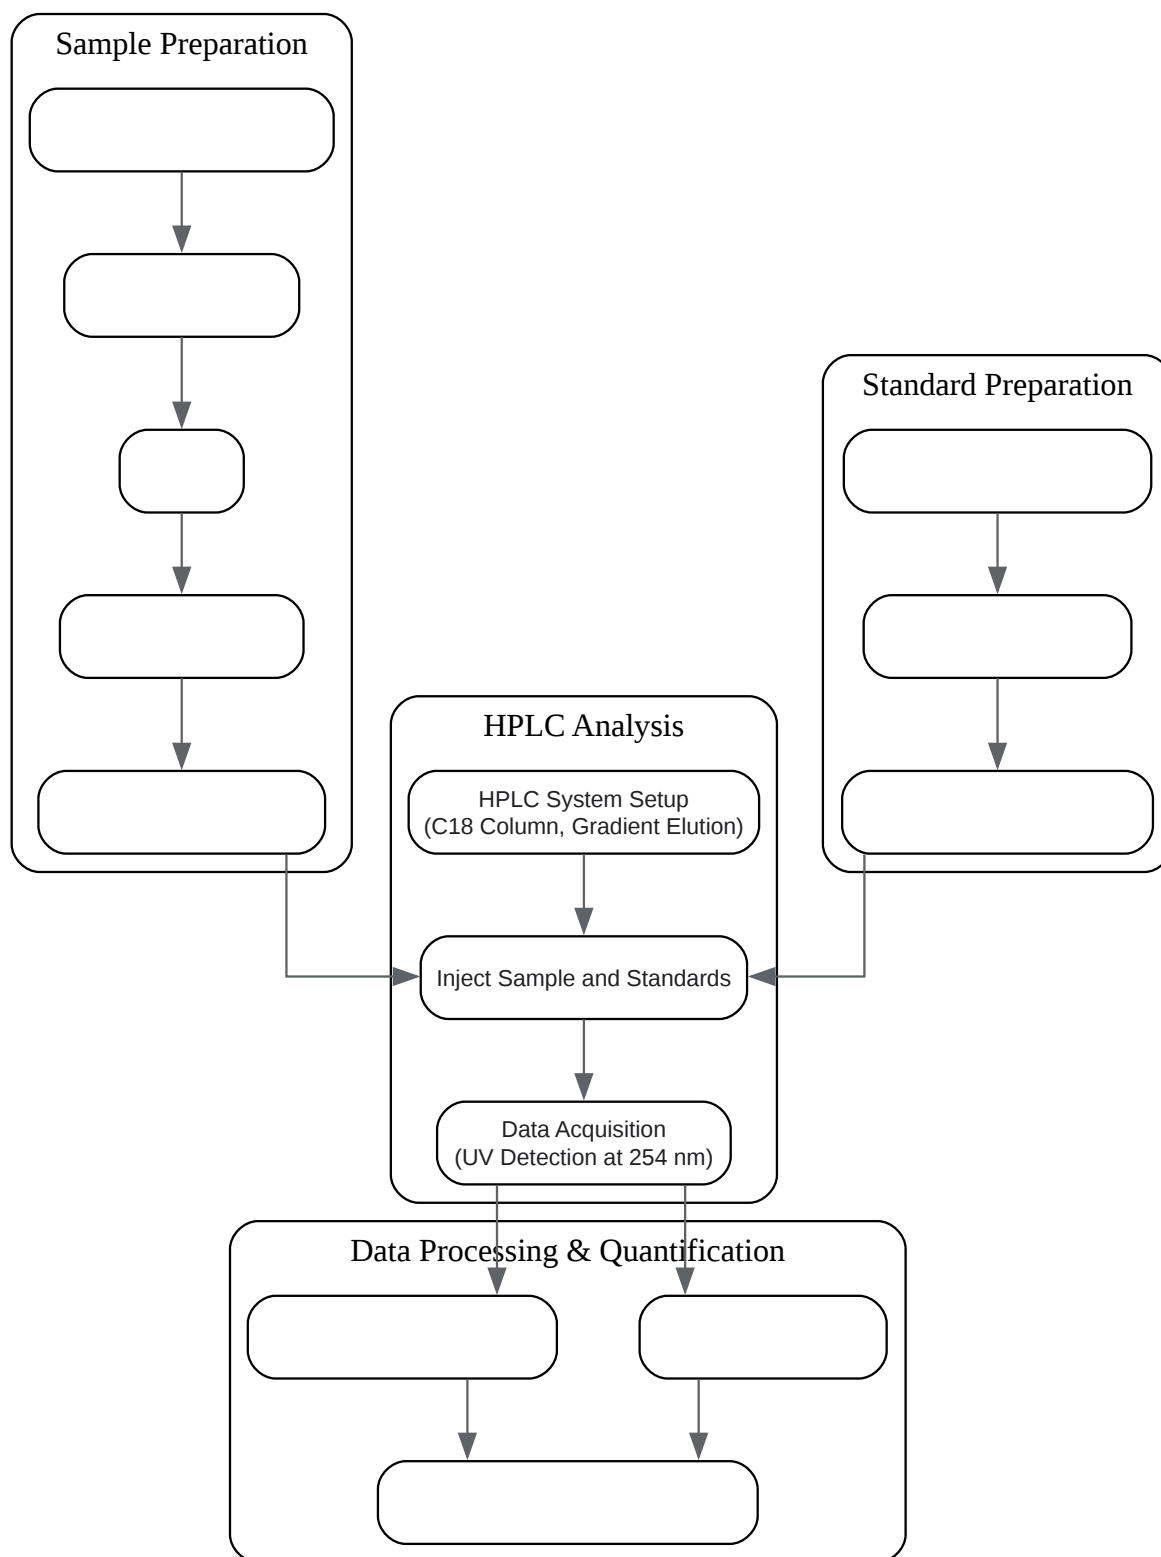 Sample Preparation
Standard Preparation
HPLC Analysis
HPLC System Setup
(C18 Column, Gradient Elution)
Inject Sample and Standards
Data Acquisition
(UV Detection at 254 nm)
Data Processing & Quantification